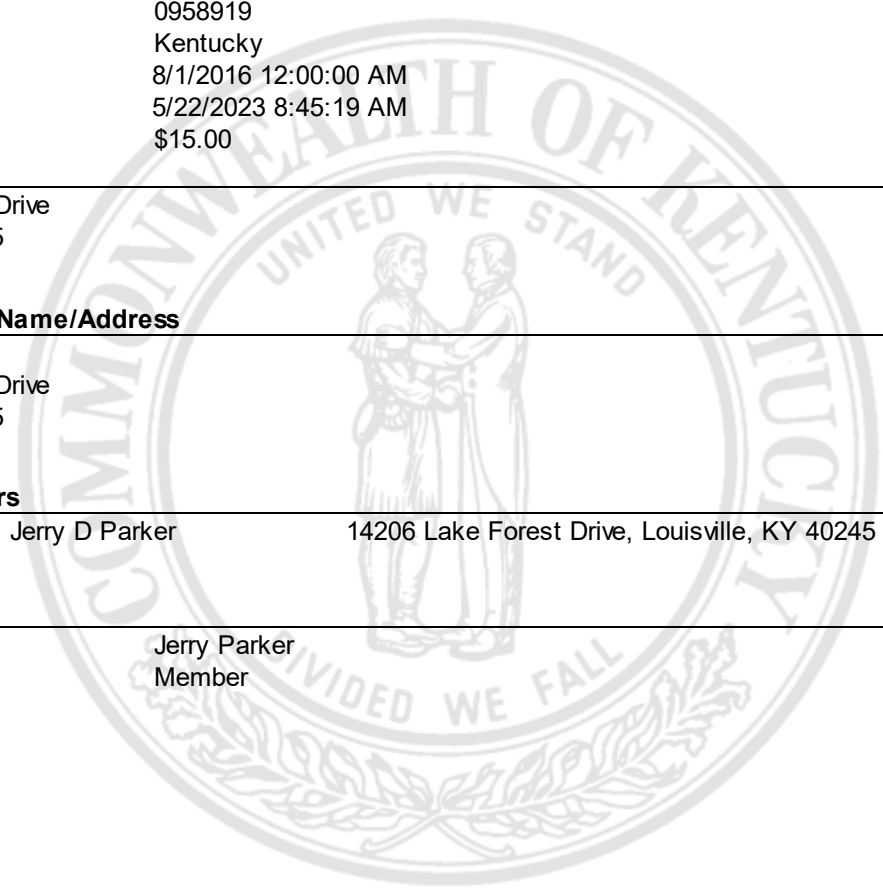 0958919
Kentucky
8/1/2016 12:00:00 AM
5/22/2023 8:45:19 AM
$15.00
Drive
5
Name/Address
Drive
5
rs
Jerry D Parker 14206 Lake Forest Drive, Louisville, KY 40245
Jerry Parker
Member
COMMONWEALTH OF KENTUCKY
UNITED WE STAND
DIVIDED WE FALL